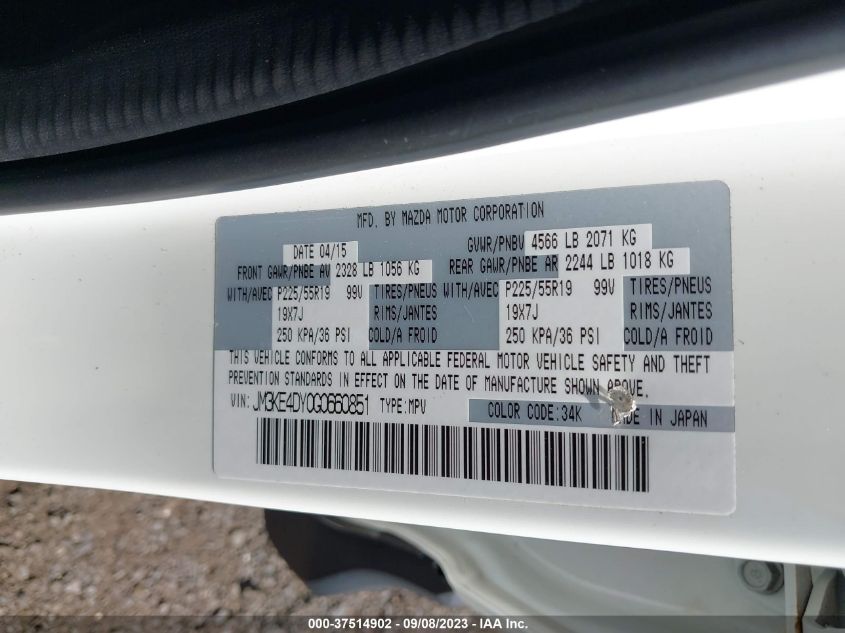 MFD. BY MAZDA MOTOR CORPORATION
DATE 04/15 GVWR/PNBV 4566 LB 2071 KG
FRONT GAWR/PNBE AV 2328 LB 1056 KG REAR GAWR/PNBE AR 2244 LB 1018 KG
WITH/AVEC P225/55R19 99V TIRES/PNEUS WITH/AVEC P225/55R19 99V TIRES/PNEUS
19X7J RIMS/JANTES 19X7J RIMS/JANTES
250 KPA/36 PSI COLD/A FROID 250 KPA/36 PSI COLD/A FROID
THIS VEHICLE CONFORMS TO ALL APPLICABLE FEDERAL MOTOR VEHICLE SAFETY AND THEFT
PREVENTION STANDARDS IN EFFECT ON THE DATE OF MANUFACTURE SHOWN ABOVE.
VIN: JM3KE4DY0G0660851 TYPE:MPV COLOR CODE:34K MADE IN JAPAN
000-37514902 - 09/08/2023 - IAA Inc.